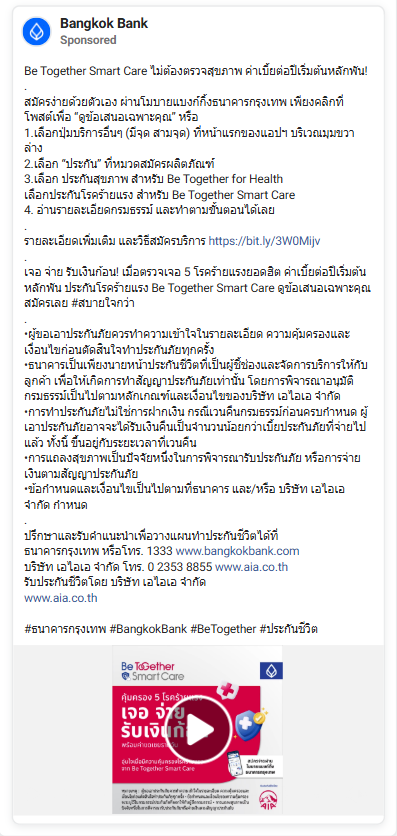 Bangkok Bank
Sponsored
Be Together Smart Care ไม่ต้องตรวจสุขภาพ ค่าเบี้ยต่อปีเริ่มต้นหลักพัน!
.
สมัครง่ายด้วยตัวเอง ผ่านโมบายแบงก์กิ้งธนาคารกรุงเทพ เพียงคลิกที่
โพสต์เพื่อ “ดูข้อเสนอเฉพาะคุณ” หรือ
1.เลือกปุ่มบริการอื่นๆ (มีจุด สามจุด) ที่หน้าแรกของแอปฯ บริเวณมุมขวา
ล่าง
2.เลือก “ประกัน” ที่หมวดสมัครผลิตภัณฑ์
3.เลือก ประกันสุขภาพ สำหรับ Be Together for Health
เลือกประกันโรคร้ายแรง สำหรับ Be Together Smart Care
4. อ่านรายละเอียดกรมธรรม์ และทำตามขั้นตอนได้เลย
.
รายละเอียดเพิ่มเติม และวิธีสมัครบริการ https://bit.ly/3W0Mijv
.
เจอ จ่าย รับเงินก้อน! เมื่อตรวจเจอ 5 โรคร้ายแรงยอดฮิต ค่าเบี้ยต่อปีเริ่มต้น
หลักพัน ประกันโรคร้ายแรง Be Together Smart Care ดูข้อเสนอเฉพาะคุณ
สมัครเลย #สบายใจกว่า
.
•ผู้ขอเอาประกันภัยควรทำความเข้าใจในรายละเอียด ความคุ้มครองและ
เงื่อนไขก่อนตัดสินใจทำประกันภัยทุกครั้ง
•ธนาคารเป็นเพียงนายหน้าประกันชีวิตที่เป็นผู้ชี้ช่องและจัดการบริการให้กับ
ลูกค้า เพื่อให้เกิดการทำสัญญาประกันภัยเท่านั้น โดยการพิจารณาอนุมัติ
กรมธรรม์เป็นไปตามหลักเกณฑ์และเงื่อนไขของบริษัท เอไอเอ จำกัด
•การทำประกันภัยไม่ใช่การฝากเงิน กรณีเวนคืนกรมธรรม์ก่อนครบกำหนด ผู้
เอาประกันภัยอาจจะได้รับเงินคืนเป็นจำนวนน้อยกว่าเบี้ยประกันภัยที่จ่ายไป
แล้ว ทั้งนี้ ขึ้นอยู่กับระยะเวลาที่เวนคืน
•การแถลงสุขภาพเป็นปัจจัยหนึ่งในการพิจารณารับประกันภัย หรือการจ่าย
เงินตามสัญญาประกันภัย
•ข้อกำหนดและเงื่อนไขเป็นไปตามที่ธนาคาร และ/หรือ บริษัท เอไอเอ
จำกัด กำหนด
.
ปรึกษาและรับคำแนะนำเพื่อวางแผนทำประกันชีวิตได้ที่
ธนาคารกรุงเทพ หรือโทร. 1333 www.bangkokbank.com
บริษัท เอไอเอ จำกัด โทร. 0 2353 8855 www.aia.co.th
รับประกันชีวิตโดย บริษัท เอไอเอ จำกัด
www.aia.co.th
#ธนาคารกรุงเทพ #BangkokBank #BeTogether #ประกันชีวิต
Be ToGether
Smart Care
คุ้มครอง 5 โรคร้ายแรง
เจอ จ่าย
รับเงินก้อน
จาก Be Together Smart Care
AIA